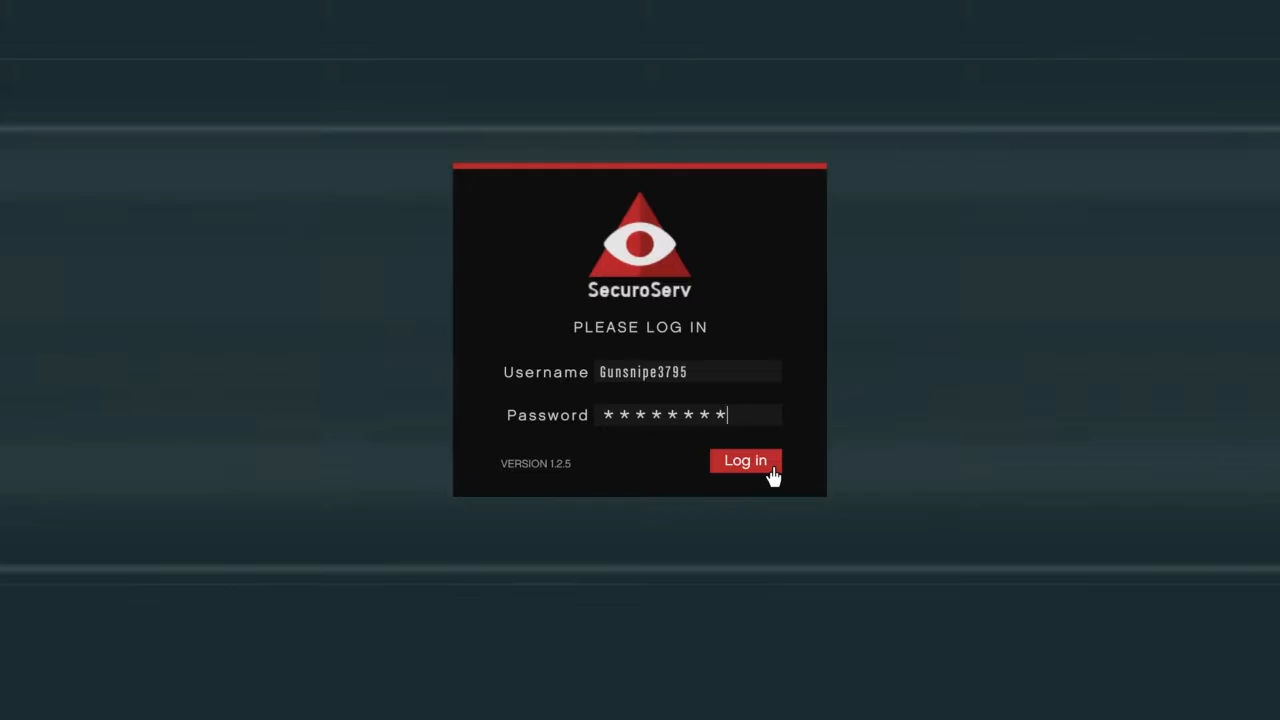 SecuroServ
PLEASE LOG IN
Username Gunsnipe3795
Password ********
VERSION 1.2.5 Log in